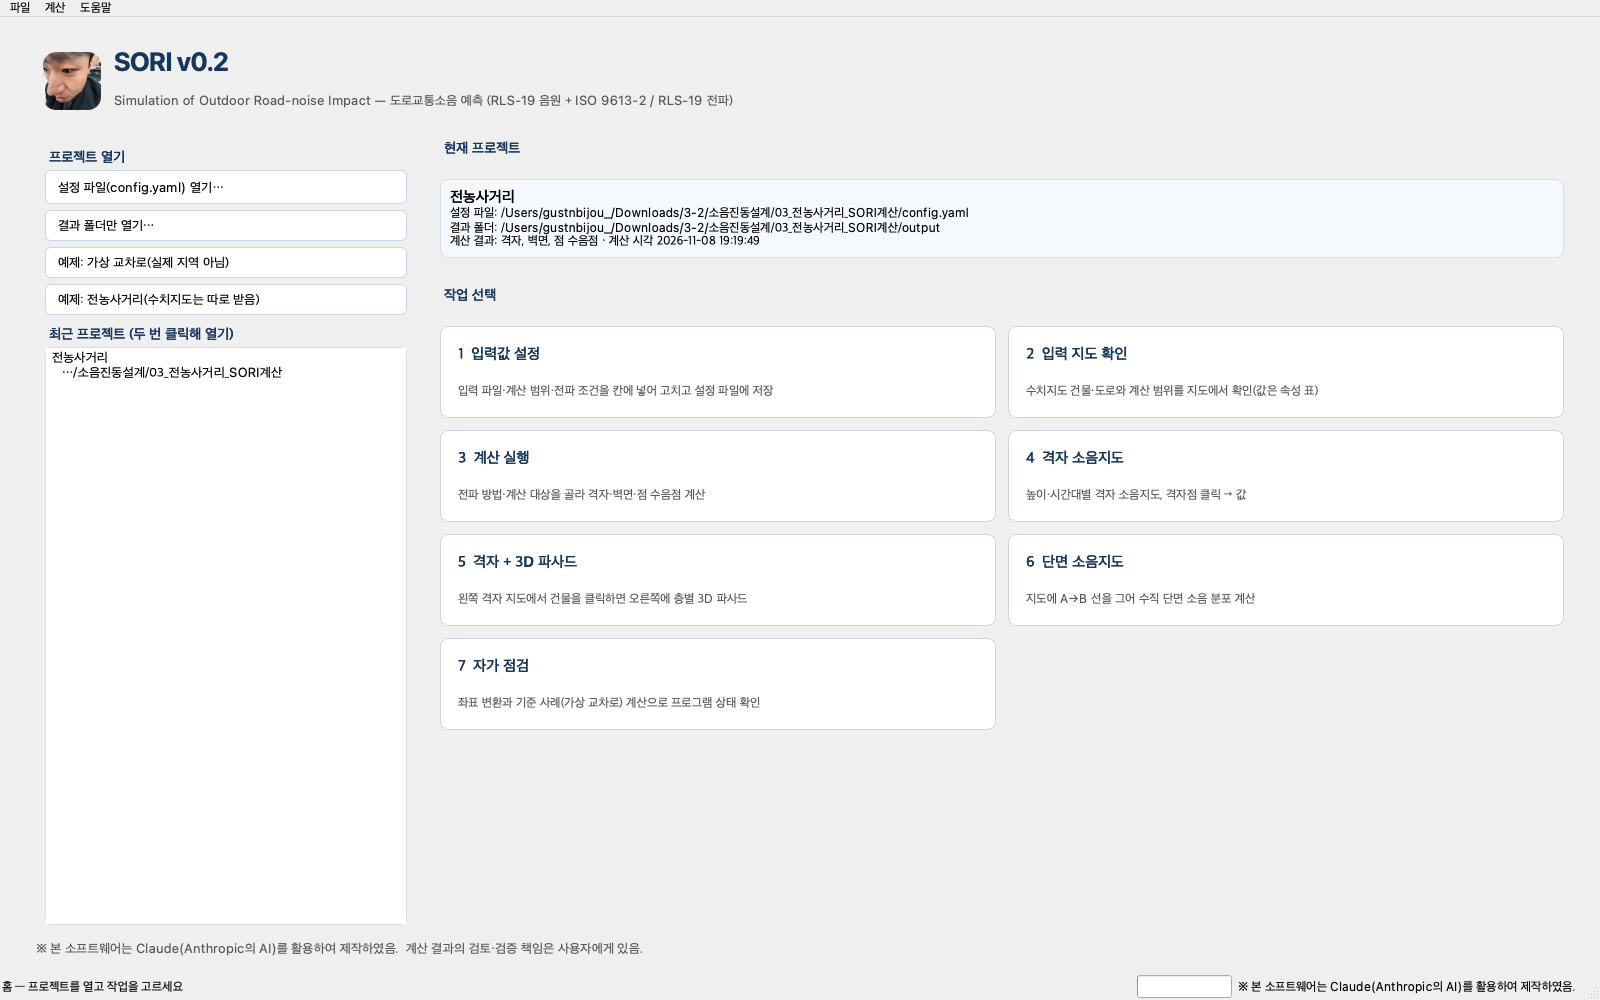 파일 계산 도움말
SORI v0.2
Simulation of Outdoor Road-noise Impact — 도로교통소음 예측 (RLS-19 음원 + ISO 9613-2 / RLS-19 전파)
프로젝트 열기
설정 파일(config.yaml) 열기…
결과 폴더만 열기…
예제: 가상 교차로(실제 지역 아님)
예제: 전농사거리(수치지도는 따로 받음)
최근 프로젝트 (두 번 클릭해 열기)
전농사거리
…/소음진동설계/03_전농사거리_SORI계산
현재 프로젝트
전농사거리
설정 파일: /Users/gustnbijou_/Downloads/3-2/소음진동설계/03_전농사거리_SORI계산/config.yaml
결과 폴더: /Users/gustnbijou_/Downloads/3-2/소음진동설계/03_전농사거리_SORI계산/output
계산 결과: 격자, 벽면, 점 수음점 · 계산 시각 2026-11-08 19:19:49
작업 선택
1 입력값 설정
입력 파일·계산 범위·전파 조건을 칸에 넣어 고치고 설정 파일에 저장
2 입력 지도 확인
수치지도 건물·도로와 계산 범위를 지도에서 확인(값은 속성 표)
3 계산 실행
전파 방법·계산 대상을 골라 격자·벽면·점 수음점 계산
4 격자 소음지도
높이·시간대별 격자 소음지도, 격자점 클릭 → 값
5 격자 + 3D 파사드
왼쪽 격자 지도에서 건물을 클릭하면 오른쪽에 층별 3D 파사드
6 단면 소음지도
지도에 A→B 선을 그어 수직 단면 소음 분포 계산
7 자가 점검
좌표 변환과 기준 사례(가상 교차로) 계산으로 프로그램 상태 확인
※ 본 소프트웨어는 Claude(Anthropic의 AI)를 활용하여 제작하였음. 계산 결과의 검토·검증 책임은 사용자에게 있음.
홈 — 프로젝트를 열고 작업을 고르세요
※ 본 소프트웨어는 Claude(Anthropic의 AI)를 활용하여 제작하였음.